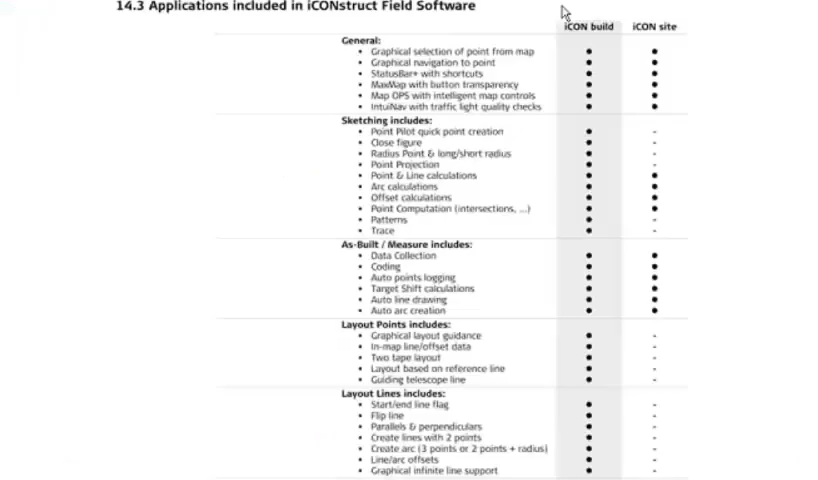 14.3 Applications included in iCONstruct Field Software
iCON build iCON site
General:
• Graphical selection of point from map ● ●
• Graphical navigation to point ● ●
• StatusBar+ with shortcuts ● ●
• MaxMap with button transparency ● ●
• Map OPS with intelligent map controls ● ●
• IntuiNav with traffic light quality checks ● ●
Sketching includes:
• Point Pilot quick point creation ● -
• Close figure ● -
• Radius Point & long/short radius ● -
• Point Projection ● -
• Point & Line calculations ● ●
• Arc calculations ● ●
• Offset calculations ● ●
• Point Computation (intersections, ...) ● ●
• Patterns ● -
• Trace ● -
As-Built / Measure includes:
• Data Collection ● ●
• Coding ● ●
• Auto points logging ● ●
• Target Shift calculations ● ●
• Auto line drawing ● ●
• Auto arc creation ● ●
Layout Points includes:
• Graphical layout guidance ● -
• In-map line/offset data ● -
• Two tape layout ● -
• Layout based on reference line ● -
• Guiding telescope line ● -
Layout Lines includes:
• Start/end line flag ● -
• Flip line ● -
• Parallels & perpendiculars ● -
• Create lines with 2 points ● -
• Create arc (3 points or 2 points + radius) ● -
• Line/arc offsets ● -
• Graphical infinite line support ● -